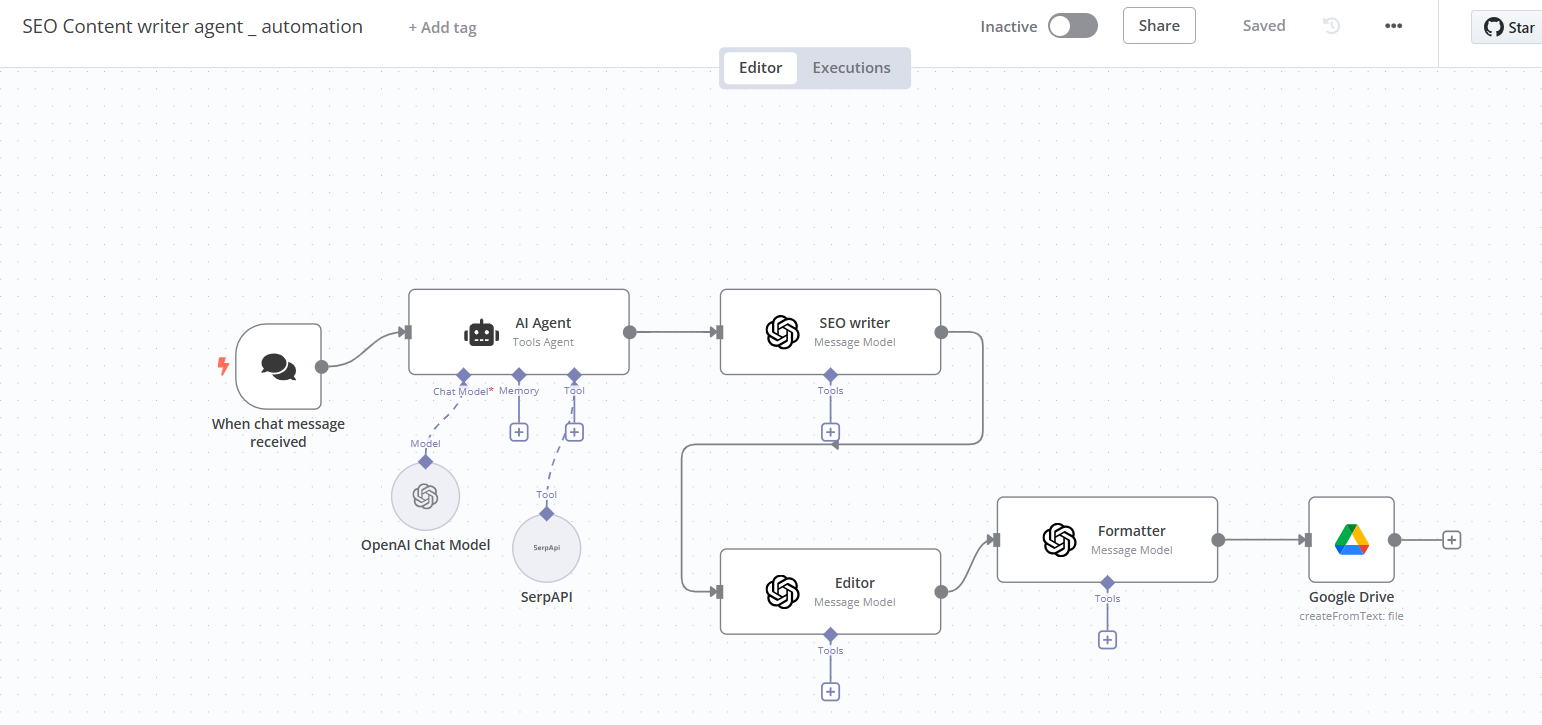 SEO Content writer agent _ automation
+ Add tag
Inactive
Share
Saved
Star
Editor
Executions
When chat message
received
AI Agent
Tools Agent
Chat Model*
Memory
Tool
Model
OpenAI Chat Model
Tool
SerpApi
SerpAPI
SEO writer
Message Model
Tools
Editor
Message Model
Tools
Formatter
Message Model
Tools
Google Drive
createFromText: file